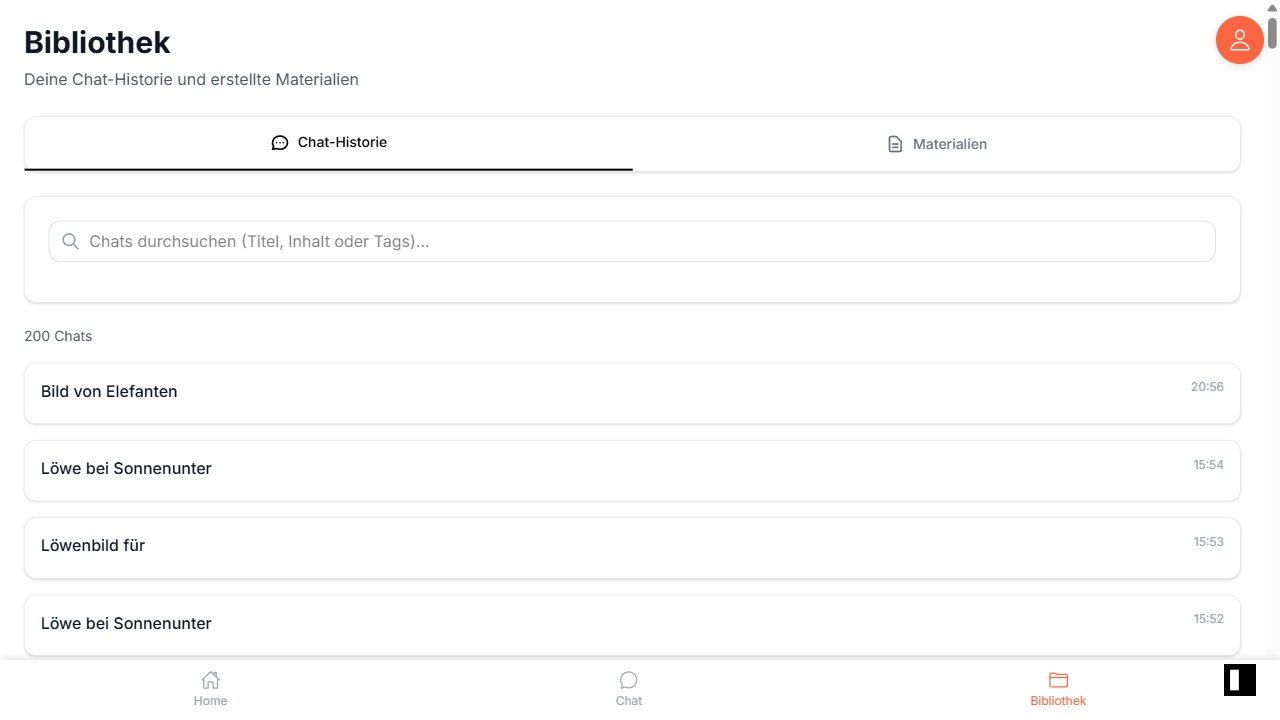 Bibliothek
Deine Chat-Historie und erstellte Materialien
Chat-Historie
Materialien
Chats durchsuchen (Titel, Inhalt oder Tags)...
200 Chats
Bild von Elefanten
20:56
Löwe bei Sonnenunter
15:54
Löwenbild für
15:53
Löwe bei Sonnenunter
15:52
Home
Chat
Bibliothek